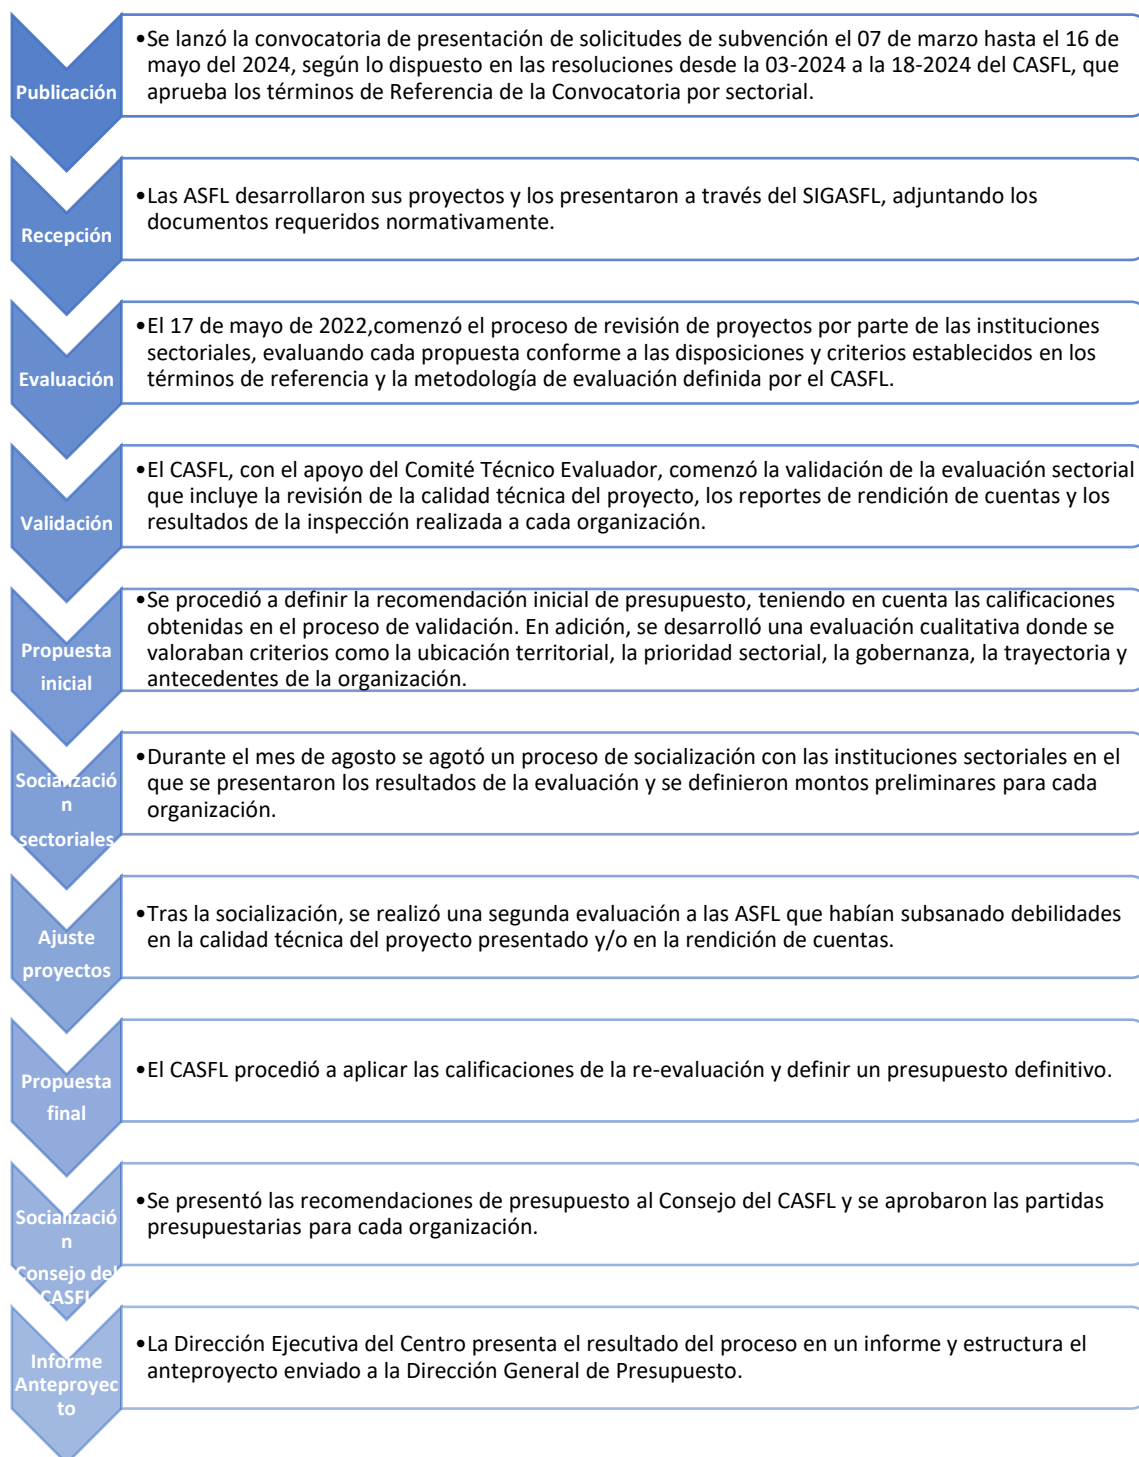 Publicación
•Se lanzó la convocatoria de presentación de solicitudes de subvención el 07 de marzo hasta el 16 de
mayo del 2024, según lo dispuesto en las resoluciones desde la 03-2024 a la 18-2024 del CASFL, que
aprueba los términos de Referencia de la Convocatoria por sectorial.
Recepción
•Las ASFL desarrollaron sus proyectos y los presentaron a través del SIGASFL, adjuntando los
documentos requeridos normativamente.
Evaluación
•El 17 de mayo de 2022,comenzó el proceso de revisión de proyectos por parte de las instituciones
sectoriales, evaluando cada propuesta conforme a las disposiciones y criterios establecidos en los
términos de referencia y la metodología de evaluación definida por el CASFL.
Validación
•El CASFL, con el apoyo del Comité Técnico Evaluador, comenzó la validación de la evaluación sectorial
que incluye la revisión de la calidad técnica del proyecto, los reportes de rendición de cuentas y los
resultados de la inspección realizada a cada organización.
Propuesta
inicial
•Se procedió a definir la recomendación inicial de presupuesto, teniendo en cuenta las calificaciones
obtenidas en el proceso de validación. En adición, se desarrolló una evaluación cualitativa donde se
valoraban criterios como la ubicación territorial, la prioridad sectorial, la gobernanza, la trayectoria y
antecedentes de la organización.
Socializació
n
sectoriales
•Durante el mes de agosto se agotó un proceso de socialización con las instituciones sectoriales en el
que se presentaron los resultados de la evaluación y se definieron montos preliminares para cada
organización.
Ajuste
proyectos
•Tras la socialización, se realizó una segunda evaluación a las ASFL que habían subsanado debilidades
en la calidad técnica del proyecto presentado y/o en la rendición de cuentas.
Propuesta
final
•El CASFL procedió a aplicar las calificaciones de la re-evaluación y definir un presupuesto definitivo.
Socializació
n
Consejo del
CASFL
•Se presentó las recomendaciones de presupuesto al Consejo del CASFL y se aprobaron las partidas
presupuestarias para cada organización.
Informe
Anteproyec
to
•La Dirección Ejecutiva del Centro presenta el resultado del proceso en un informe y estructura el
anteproyecto enviado a la Dirección General de Presupuesto.